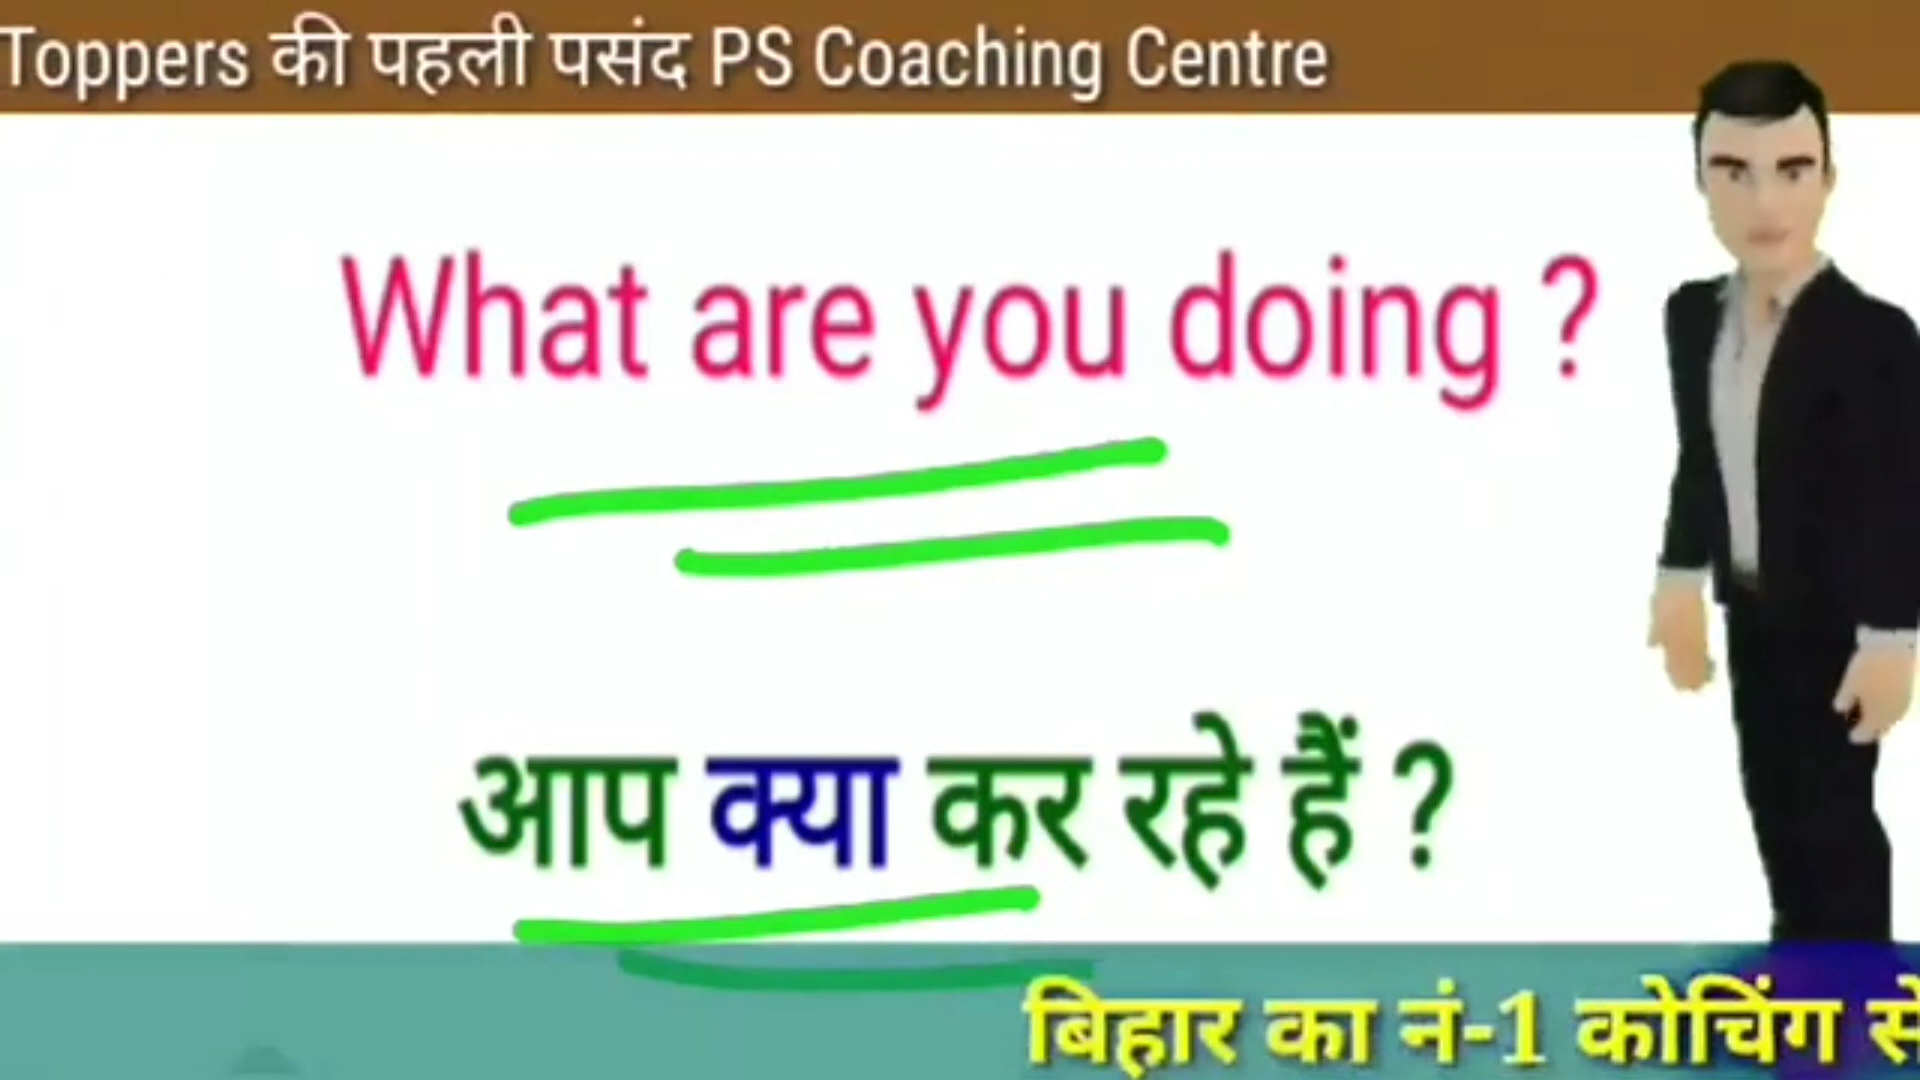 Toppers की पहली पसंद PS Coaching Centre
What are you doing ?
आप क्या कर रहे हैं ?
बिहार का नं-1 कोचिंग